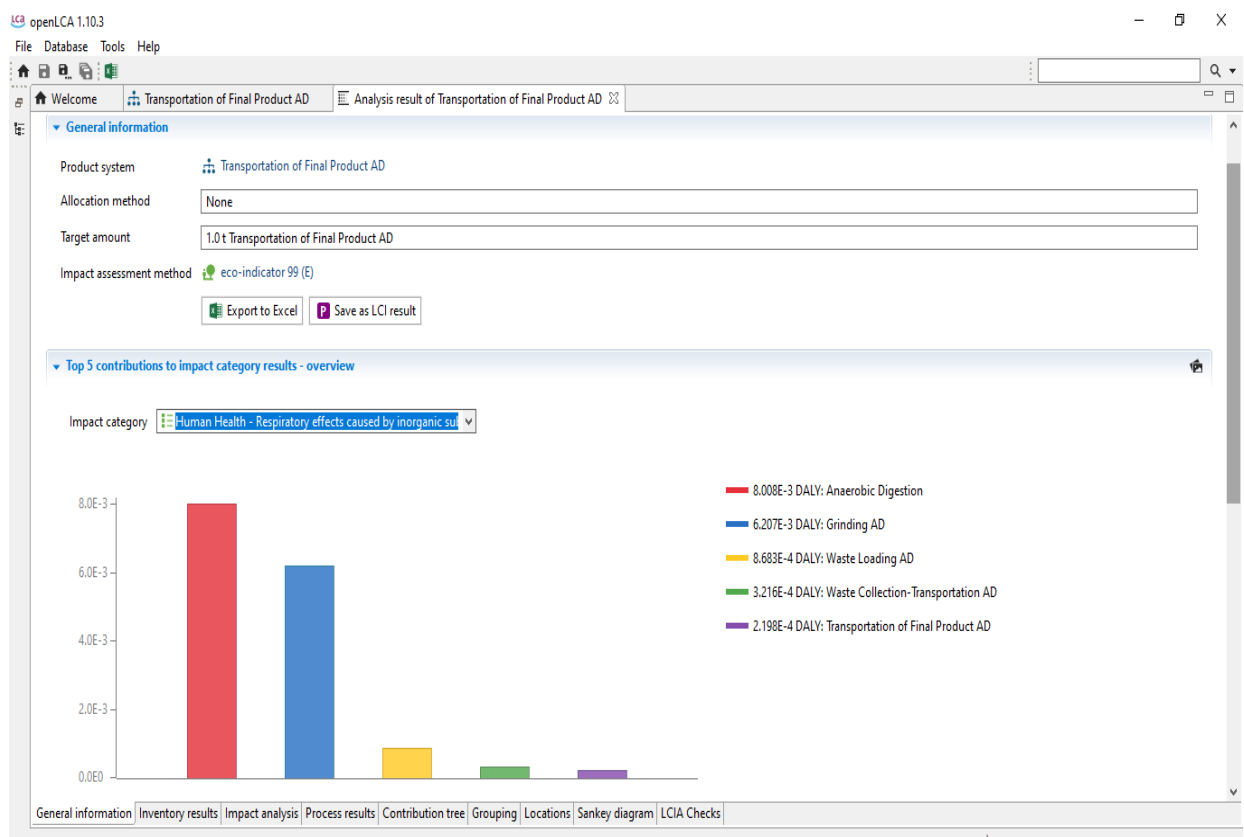 LCA openLCA 1.10.3
File Database Tools Help
Welcome Transportation of Final Product AD Analysis result of Transportation of Final Product AD
General information
Product system Transportation of Final Product AD
Allocation method None
Target amount 1.0 t Transportation of Final Product AD
Impact assessment method eco-indicator 99 (E)
Export to Excel P Save as LCI result
Top 5 contributions to impact category results - overview
Impact category Human Health - Respiratory effects caused by inorganic sul
8.0E-3
6.0E-3
4.0E-3
2.0E-3
0.0E0
8.008E-3 DALY: Anaerobic Digestion
6.207E-3 DALY: Grinding AD
8.683E-4 DALY: Waste Loading AD
3.216E-4 DALY: Waste Collection-Transportation AD
2.198E-4 DALY: Transportation of Final Product AD
General information Inventory results Impact analysis Process results Contribution tree Grouping Locations Sankey diagram LCIA Checks